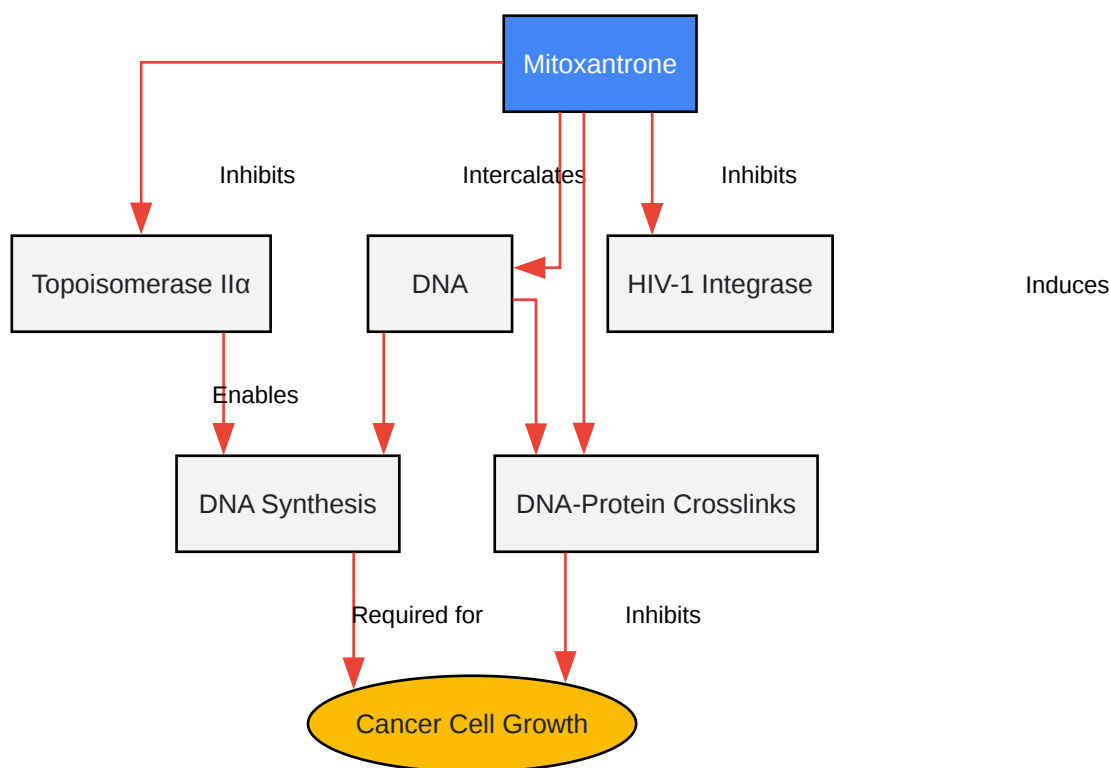 Mitoxantrone
Inhibits
Intercalates
Inhibits
Topoisomerase IIα
DNA
HIV-1 Integrase
Induces
Enables
DNA Synthesis
DNA-Protein Crosslinks
Required for
Inhibits
Cancer Cell Growth